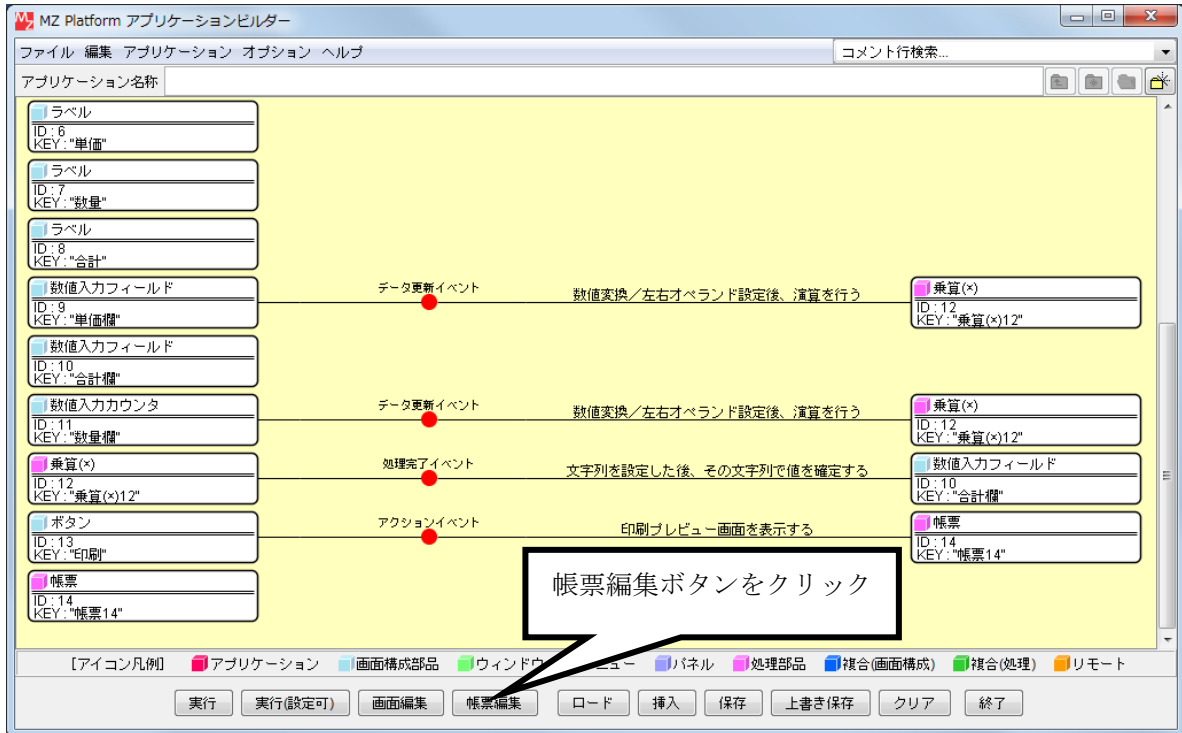 MZ Platform アプリケーションビルダー
ファイル 編集 アプリケーション オプション ヘルプ コメント行検索...
アプリケーション名称
ラベル
ID : 6
KEY : "単価"
ラベル
ID : 7
KEY : "数量"
ラベル
ID : 8
KEY : "合計"
数値入力フィールド
ID : 9
KEY : "単価欄"
データ更新イベント
数値変換／左右オペランド設定後、演算を行う
乗算(×)
ID : 12
KEY : "乗算(×)12"
数値入力フィールド
ID : 10
KEY : "合計欄"
数値入力カウンタ
ID : 11
KEY : "数量欄"
データ更新イベント
数値変換／左右オペランド設定後、演算を行う
乗算(×)
ID : 12
KEY : "乗算(×)12"
乗算(×)
ID : 12
KEY : "乗算(×)12"
処理完了イベント
文字列を設定した後、その文字列で値を確定する
数値入力フィールド
ID : 10
KEY : "合計欄"
ボタン
ID : 13
KEY : "印刷"
アクションイベント
印刷プレビュー画面を表示する
帳票
ID : 14
KEY : "帳票14"
帳票
ID : 14
KEY : "帳票14"
帳票編集ボタンをクリック
[アイコン凡例] アプリケーション 画面構成部品 ウィンドウ ュー パネル 処理部品 複合(画面構成) 複合(処理) リモート
実行 実行(設定可) 画面編集 帳票編集 ロード 挿入 保存 上書き保存 クリア 終了